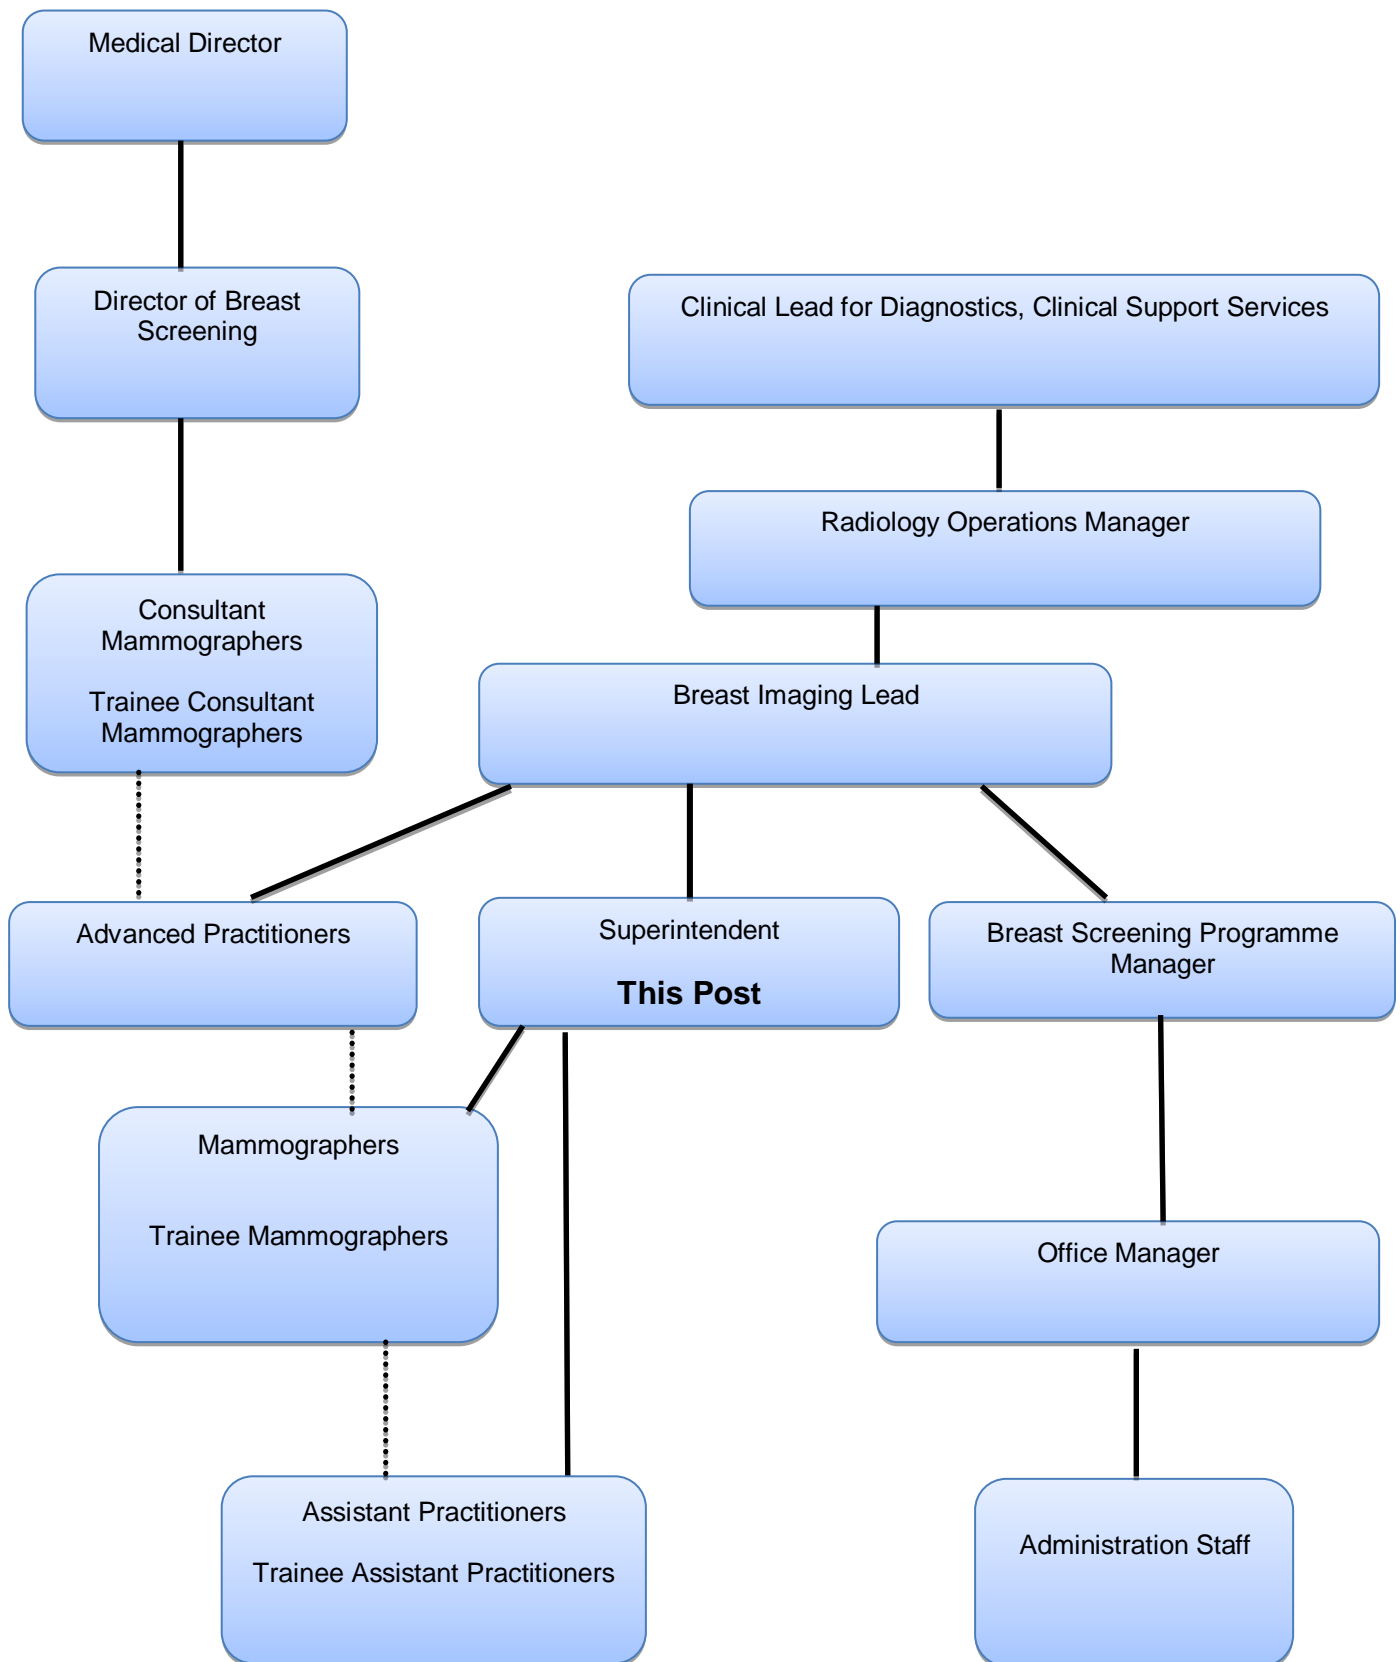 Medical Director
Director of Breast
Screening
Clinical Lead for Diagnostics, Clinical Support Services
Radiology Operations Manager
Consultant
Mammographers
Trainee Consultant
Mammographers
Breast Imaging Lead
Advanced Practitioners
Superintendent
This Post
Breast Screening Programme
Manager
Mammographers
Trainee Mammographers
Office Manager
Assistant Practitioners
Trainee Assistant Practitioners
Administration Staff